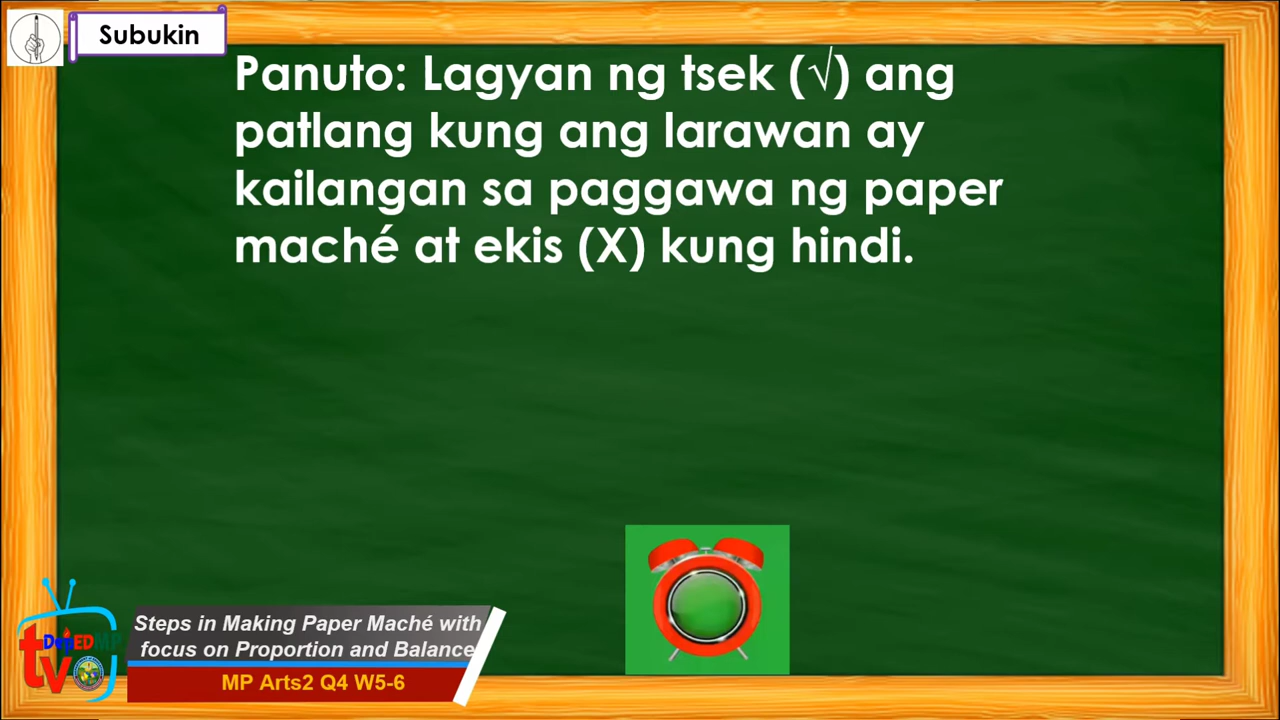 Subukin
Panuto: Lagyan ng tsek (√) ang
patlang kung ang larawan ay
kailangan sa paggawa ng paper
maché at ekis (X) kung hindi.
Steps in Making Paper Maché with
focus on Proportion and Balance
MP Arts2 Q4 W5-6
DepEDMP
tv